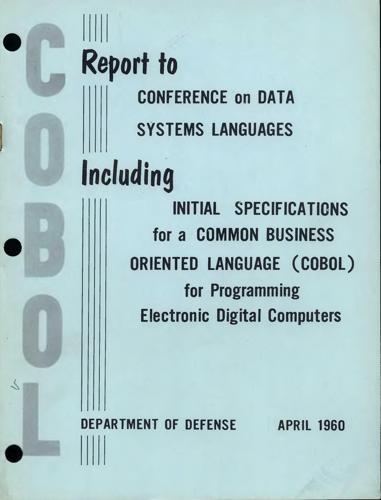 COBOL
Report to
CONFERENCE on DATA
SYSTEMS LANGUAGES
Including
INITIAL SPECIFICATIONS
for a COMMON BUSINESS
ORIENTED LANGUAGE (COBOL)
for Programming
Electronic Digital Computers
DEPARTMENT OF DEFENSE APRIL 1960